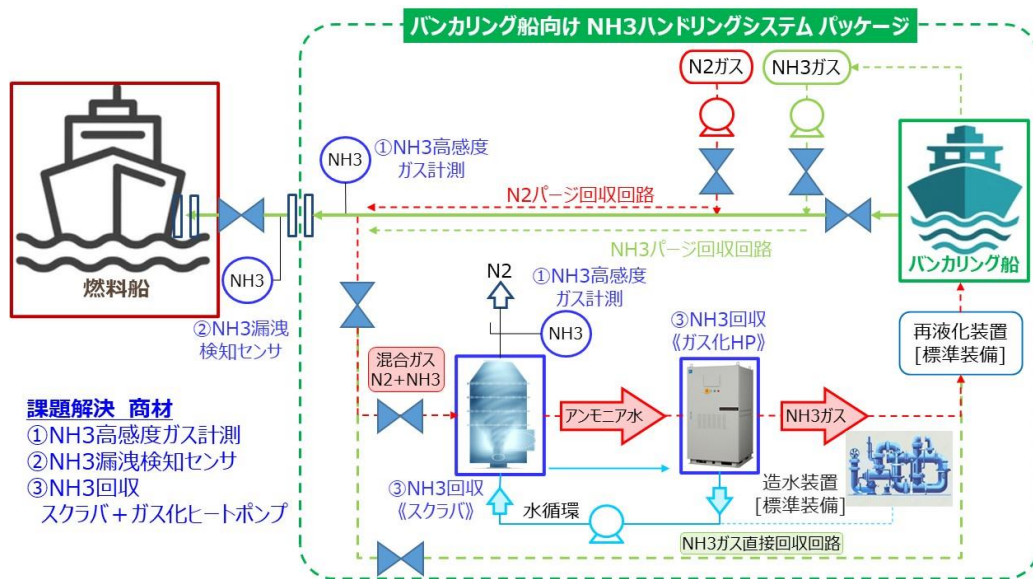 バンカリング船向け NH3ハンドリングシステム パッケージ
N2ガス
NH3ガス
NH3
①NH3高感度
ガス計測
N2パージ回収回路
NH3パージ回収回路
燃料船
NH3
②NH3漏洩
検知センサ
バンカリング船
N2
①NH3高感度
ガス計測
NH3
③NH3回収
《ガス化HP》
再液化装置
[標準装備]
混合ガス
N2+NH3
アンモニア水
NH3ガス
課題解決 商材
①NH3高感度ガス計測
②NH3漏洩検知センサ
③NH3回収
スクラバ+ガス化ヒートポンプ
③NH3回収
《スクラバ》
水循環
造水装置
[標準装備]
NH3ガス直接回収回路